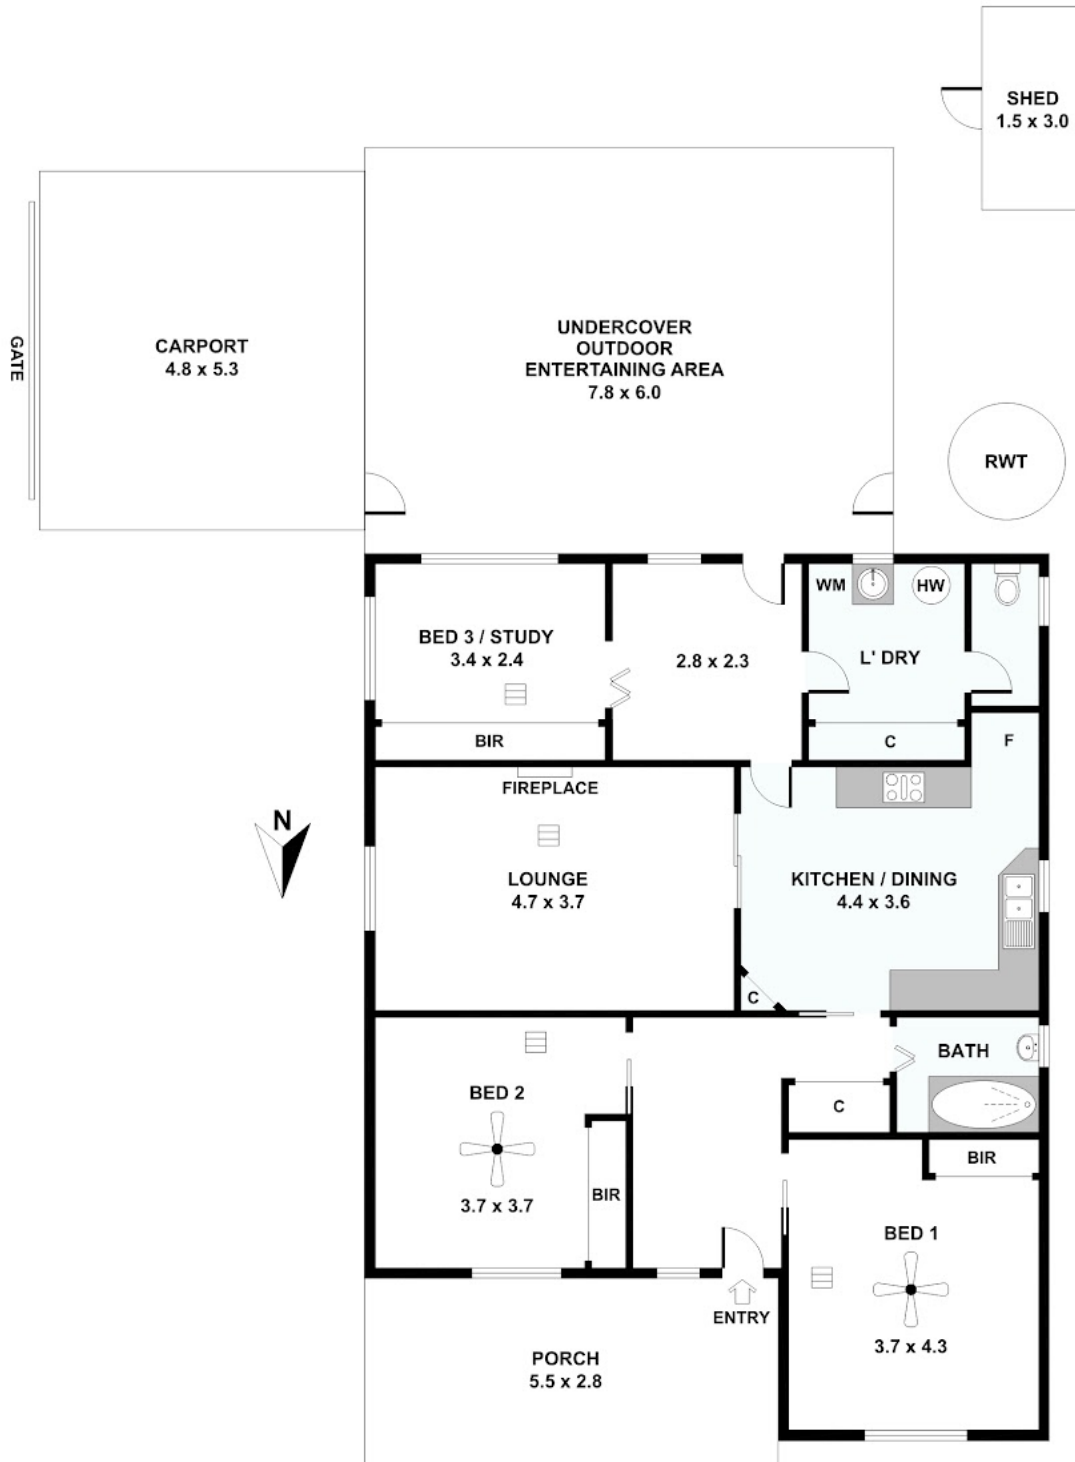 SHED
1.5 x 3.0
GATE
CARPORT
4.8 x 5.3
UNDERCOVER
OUTDOOR
ENTERTAINING AREA
7.8 x 6.0
RWT
WM
HW
BED 3 / STUDY
3.4 x 2.4
2.8 x 2.3
L' DRY
BIR
C
F
FIREPLACE
N
LOUNGE
4.7 x 3.7
KITCHEN / DINING
4.4 x 3.6
C
BATH
BED 2
C
BIR
3.7 x 3.7
BIR
BED 1
ENTRY
3.7 x 4.3
PORCH
5.5 x 2.8